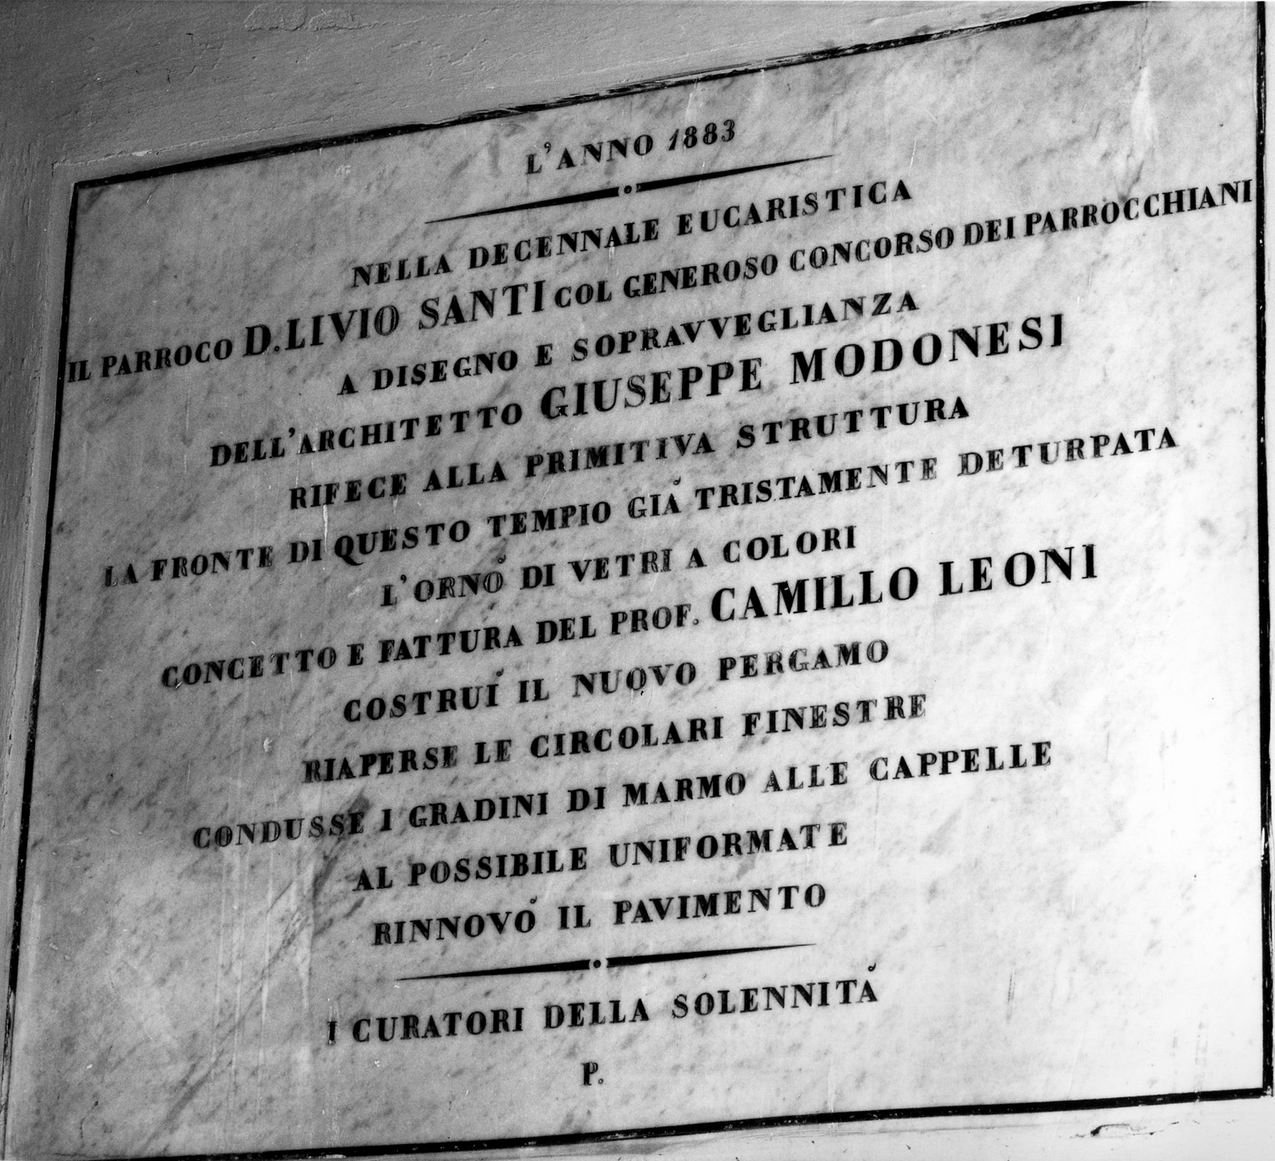 L'ANNO 1883
NELLA DECENNALE EUCARISTICA
IL PARROCO D. LIVIO SANTI COL GENEROSO CONCORSO DEI PARROCCHIANI
A DISEGNO E SOPRAVVEGLIANZA
DELL'ARCHITETTO GIUSEPPE MODONESI
RIFECE ALLA PRIMITIVA STRUTTURA
LA FRONTE DI QUESTO TEMPIO GIÀ TRISTAMENTE DETURPATA
L'ORNÒ DI VETRI A COLORI
CONCETTO E FATTURA DEL PROF. CAMILLO LEONI
COSTRUÌ IL NUOVO PERGAMO
RIAPERSE LE CIRCOLARI FINESTRE
CONDUSSE I GRADINI DI MARMO ALLE CAPPELLE
AL POSSIBILE UNIFORMATE
RINNOVÒ IL PAVIMENTO
I CURATORI DELLA SOLENNITÀ
P.